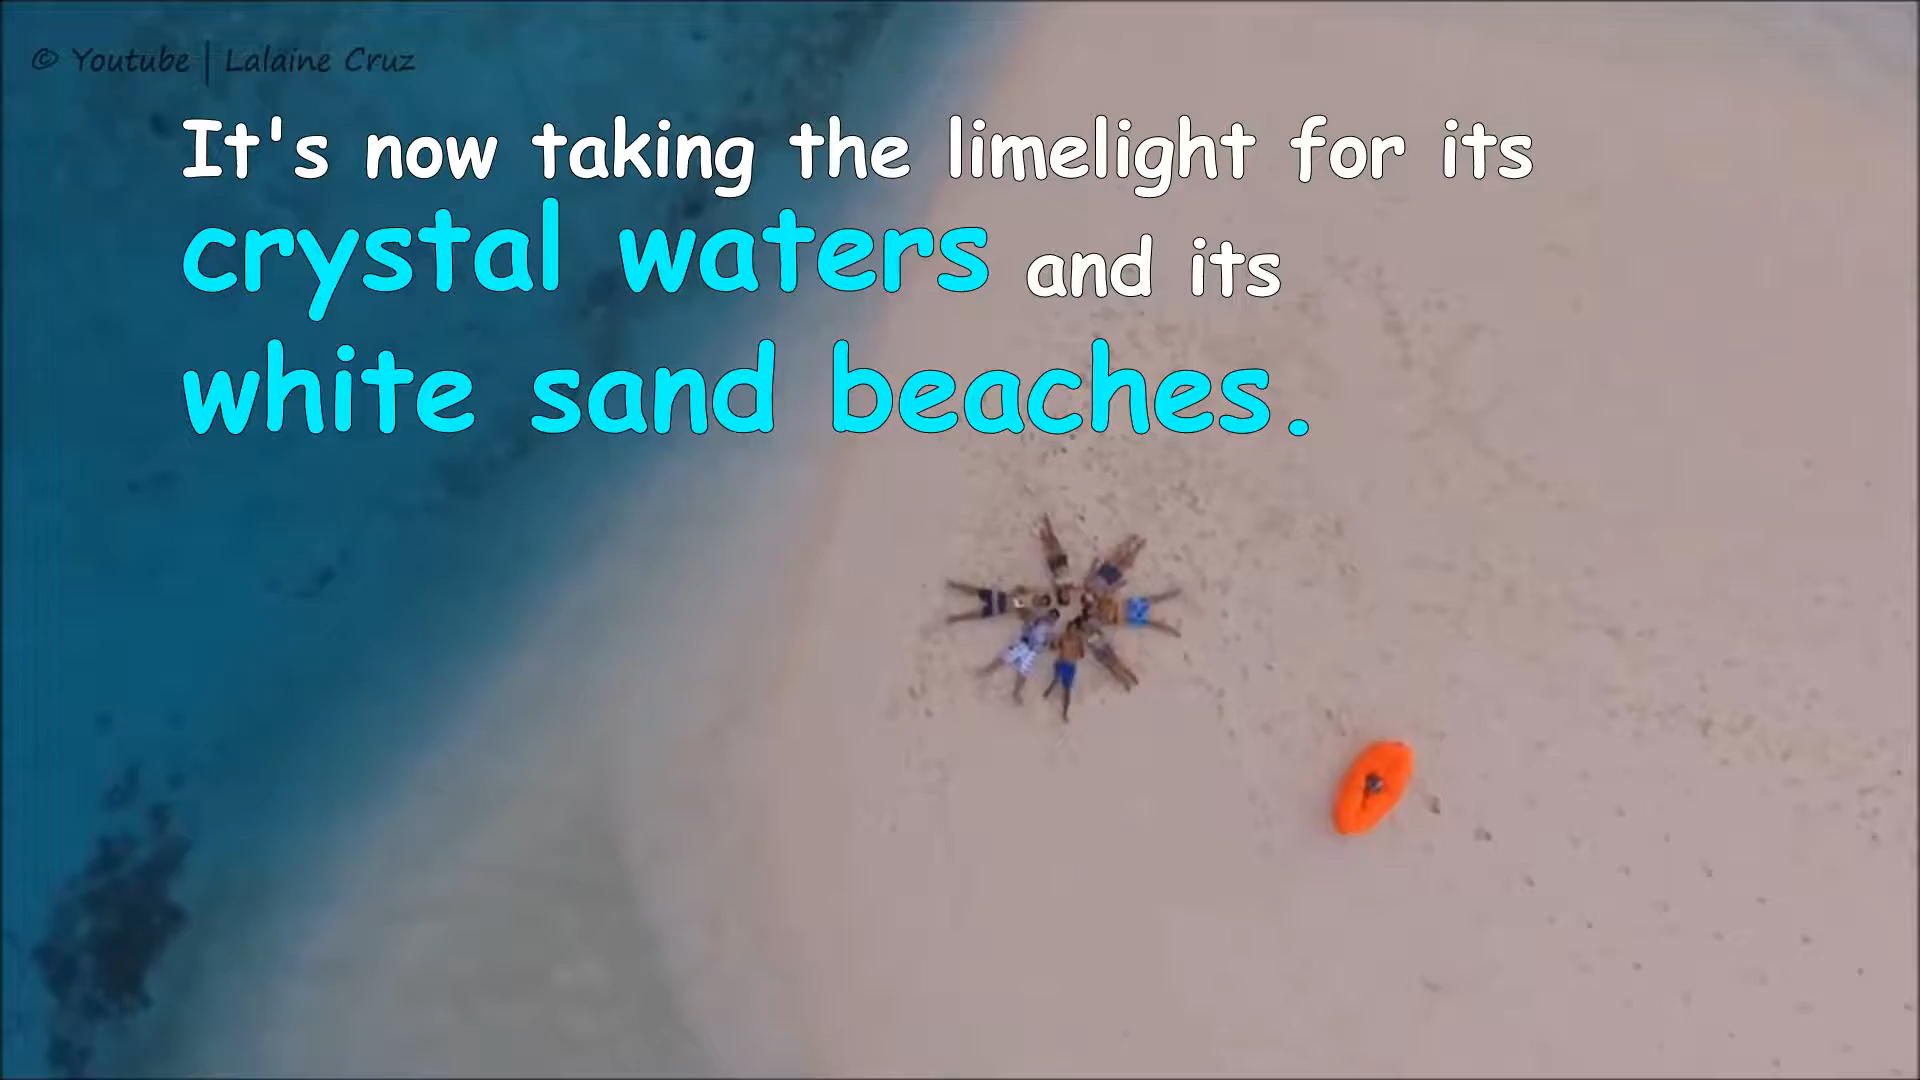 © Youtube | Lalaine Cruz
It's now taking the limelight for its
crystal waters and its
white sand beaches.